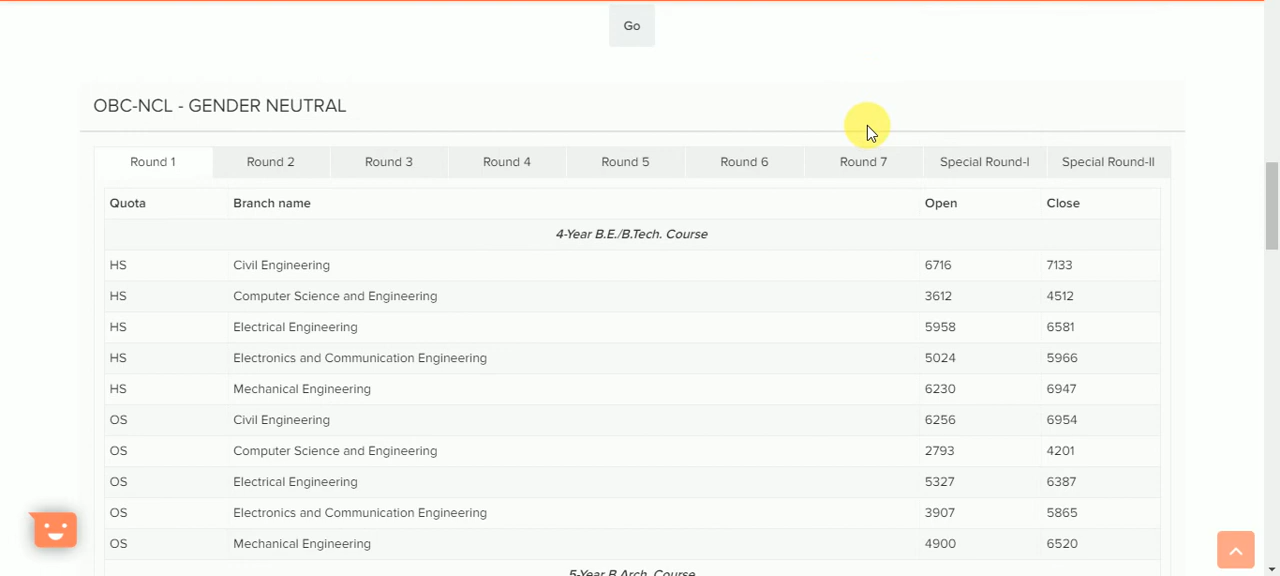 Go
OBC-NCL - GENDER NEUTRAL
Round 1 Round 2 Round 3 Round 4 Round 5 Round 6 Round 7 Special Round-I Special Round-II
Quota Branch name Open Close
4-Year B.E./B.Tech. Course
HS Civil Engineering 6716 7133
HS Computer Science and Engineering 3612 4512
HS Electrical Engineering 5958 6581
HS Electronics and Communication Engineering 5024 5966
HS Mechanical Engineering 6230 6947
OS Civil Engineering 6256 6954
OS Computer Science and Engineering 2793 4201
OS Electrical Engineering 5327 6387
OS Electronics and Communication Engineering 3907 5865
OS Mechanical Engineering 4900 6520
5-Year B.Arch. Course